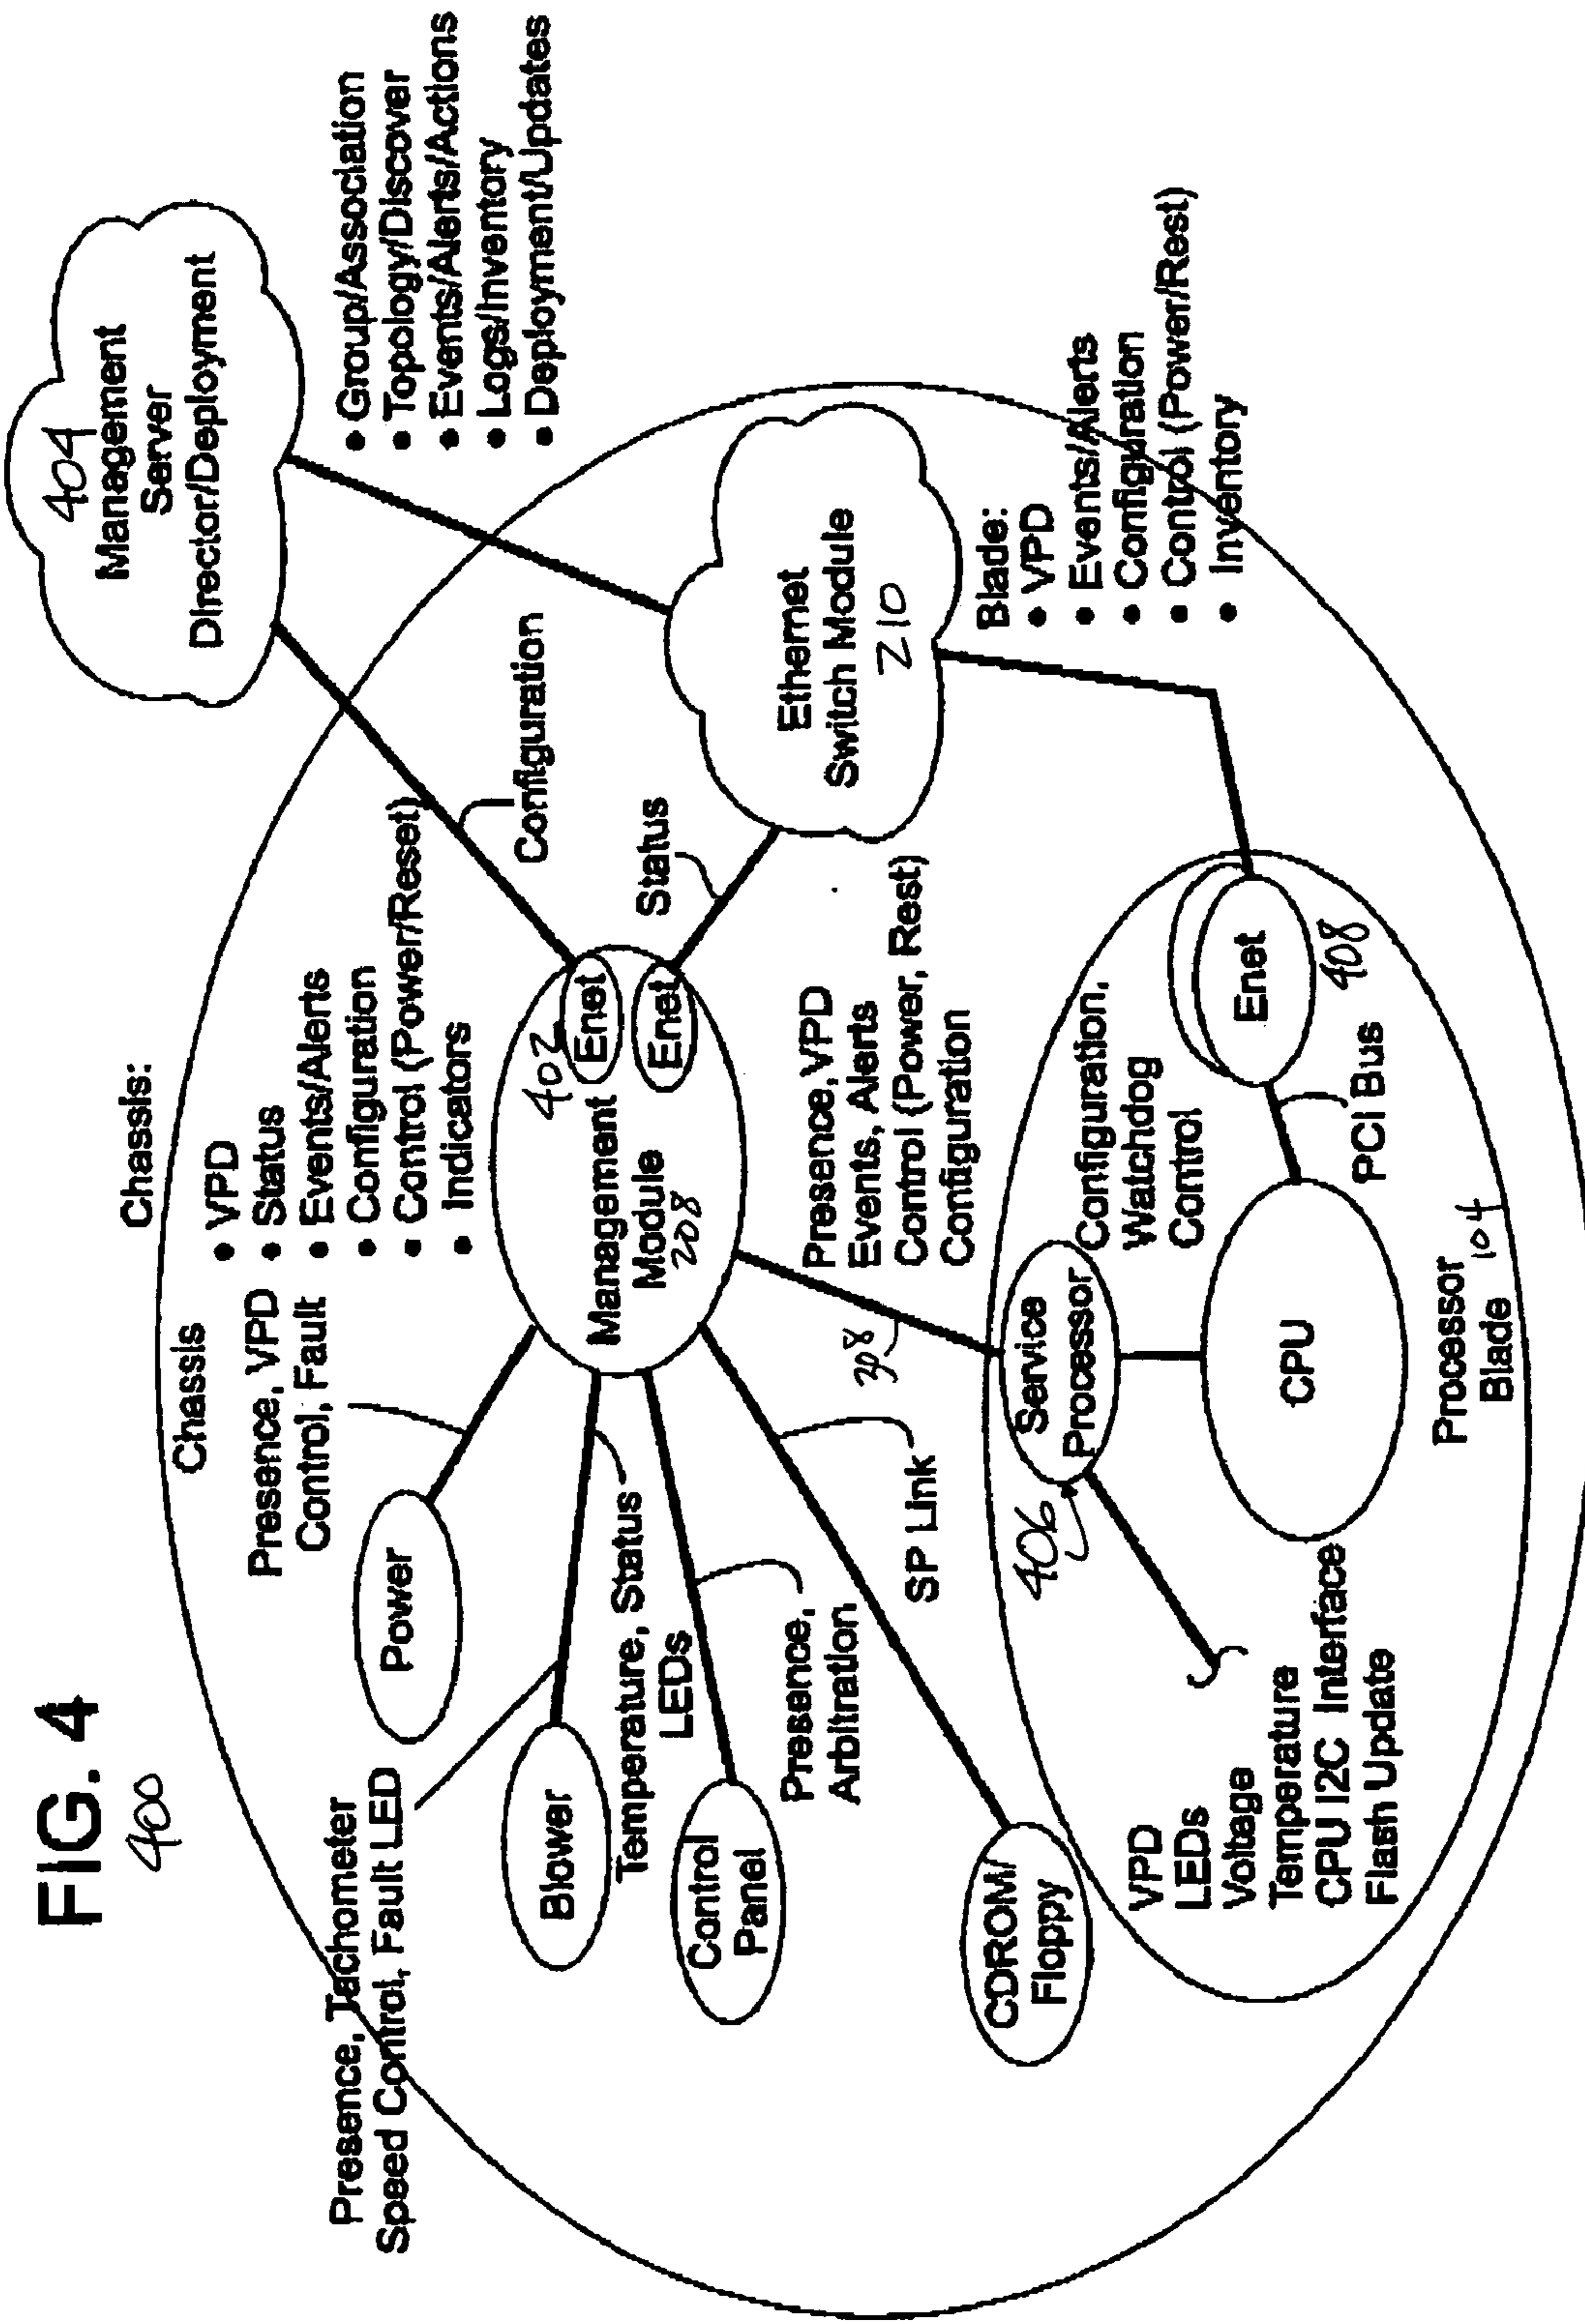 FIG. 4
400
404
Management
Server
Director/Deployment
• Group/Association
• Topology/Discover
• Events/Alerts/Actions
• Logs/Inventory
• Deployment/Updates
Chassis:
• VPD
• Status
• Events/Alerts
• Configuration
• Control (Power/Reset)
• Indicators
Chassis
Presence, VPD
Control, Fault
Power
Presence, Tachometer
Speed Control, Fault LED
Blower
Temperature, Status
LEDs
Control
Panel
Presence,
Arbitration
CDROM/
Floppy
SP Link
Management
Module
208
402
Enet
Enet
Configuration
Status
Ethernet
Switch Module
210
Blade:
• VPD
• Events/Alerts
• Configuration
• Control (Power/Rest)
• Inventory
308
Presence, VPD
Events, Alerts
Control (Power, Rest)
Configuration
406
Service
Processor
Configuration,
Watchdog
Control
Enet
408
PCI Bus
CPU
VPD
LEDs
Voltage
Temperature
CPU I2C Interface
Flash Update
Processor
Blade 104